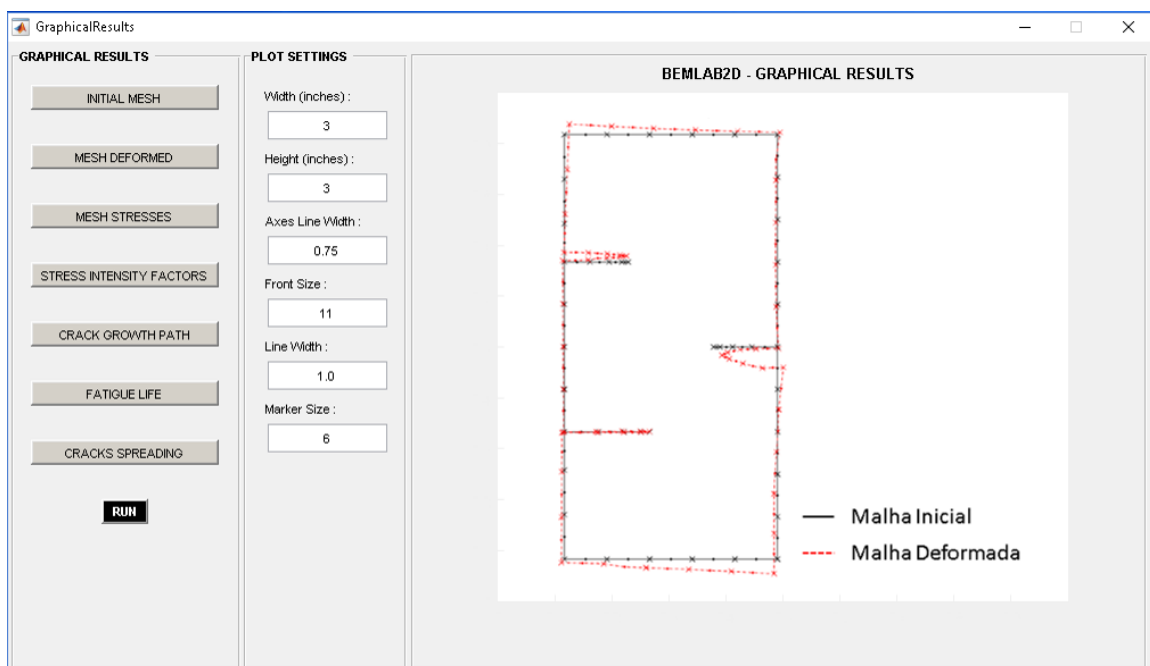 GraphicalResults
GRAPHICAL RESULTS
INITIAL MESH
MESH DEFORMED
MESH STRESSES
STRESS INTENSITY FACTORS
CRACK GROWTH PATH
FATIGUE LIFE
CRACKS SPREADING
RUN
PLOT SETTINGS
Width (inches) :
3
Height (inches) :
3
Axes Line Width :
0.75
Front Size :
11
Line Width :
1.0
Marker Size :
6
BEMLAB2D - GRAPHICAL RESULTS
Malha Inicial
Malha Deformada